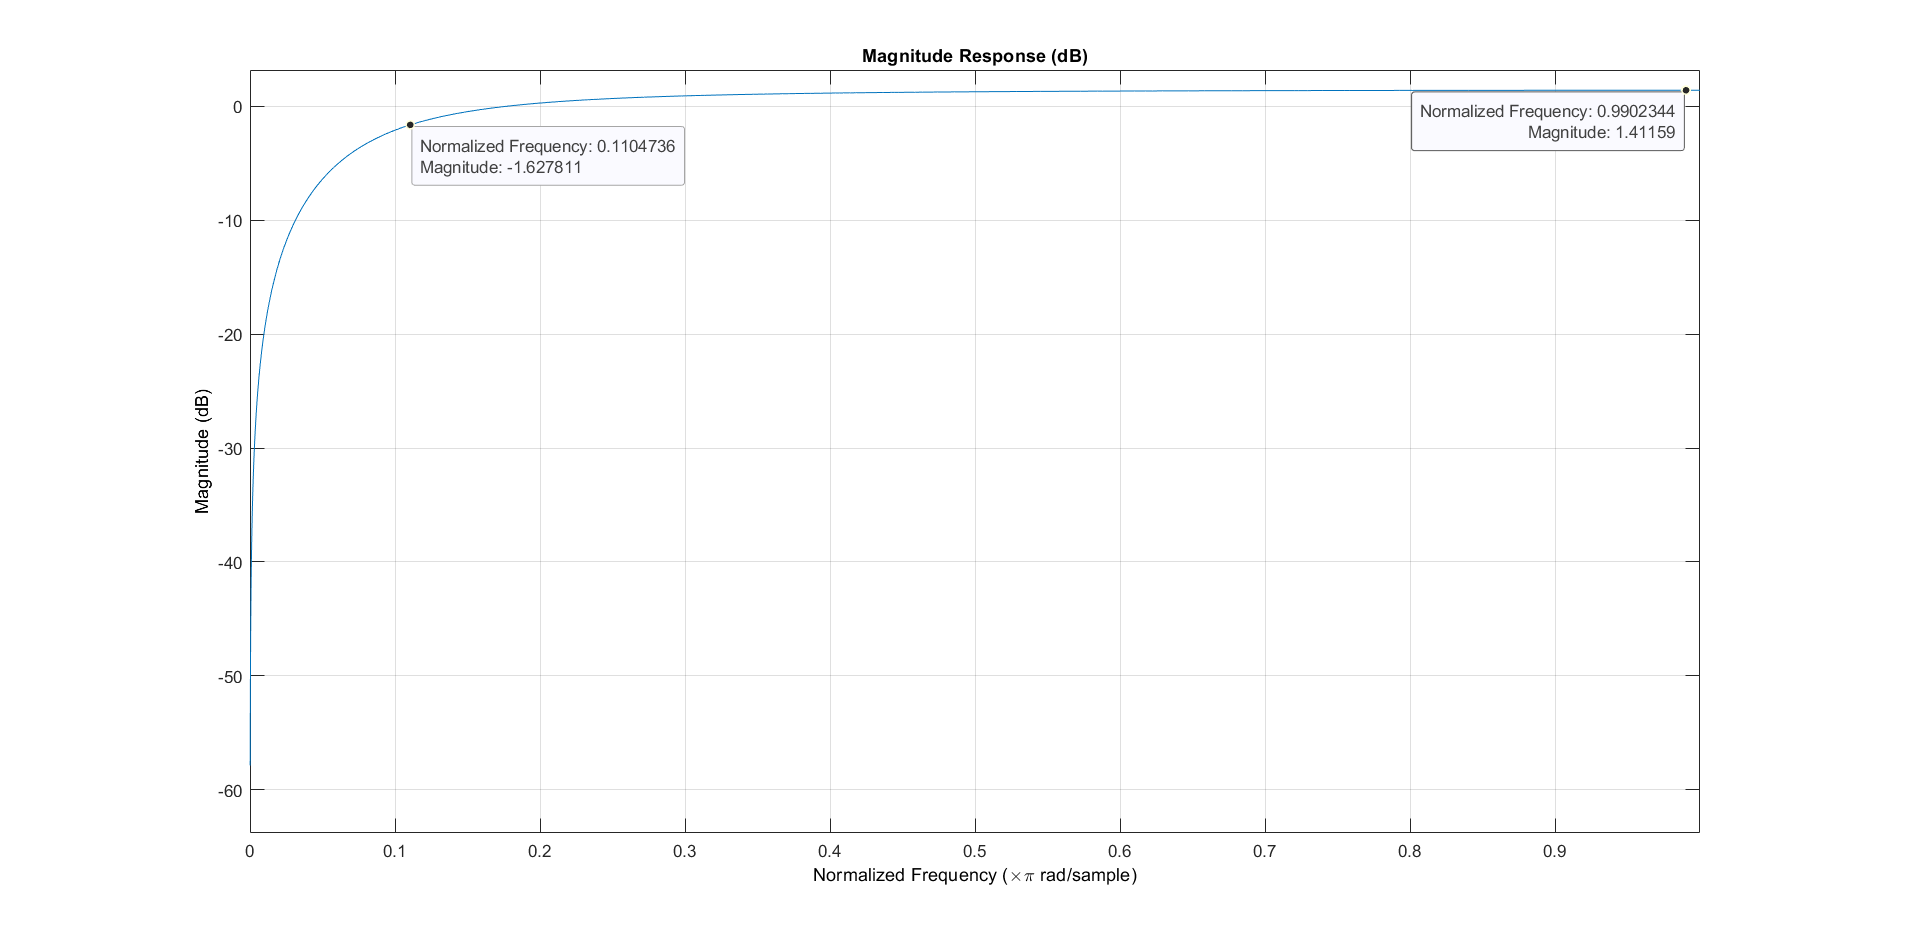 Magnitude Response (dB)
0
-10
-20
-30
-40
-50
-60
Magnitude (dB)
Normalized Frequency: 0.1104736
Magnitude: -1.627811
Normalized Frequency: 0.9902344
Magnitude: 1.41159
0 0.1 0.2 0.3 0.4 0.5 0.6 0.7 0.8 0.9
Normalized Frequency (×π rad/sample)